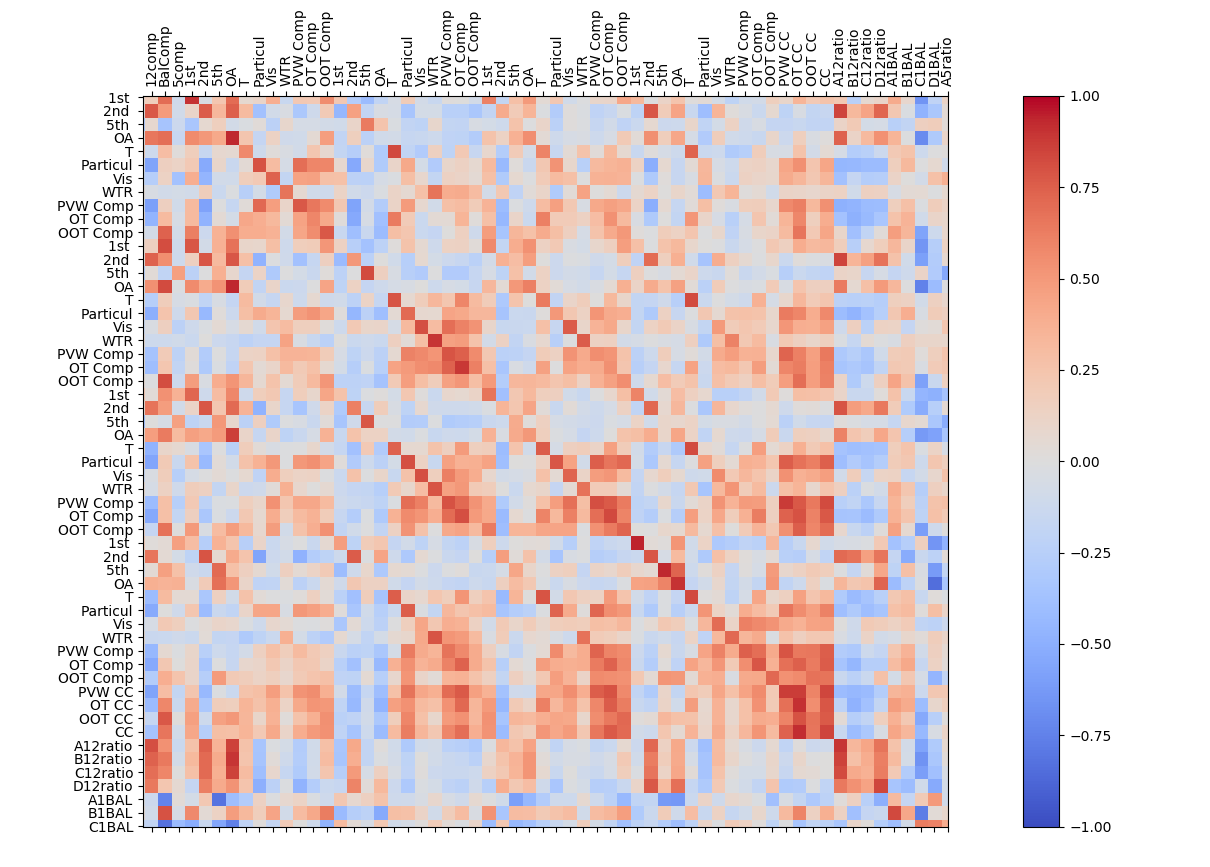 12comp
BalComp
5comp
1st
2nd
5th
OA
T
Particul
Vis
WTR
PVW Comp
OT Comp
OOT Comp
1st
2nd
5th
OA
T
Particul
Vis
WTR
PVW Comp
OT Comp
OOT Comp
1st
2nd
5th
OA
T
Particul
Vis
WTR
PVW Comp
OT Comp
OOT Comp
1st
2nd
5th
OA
T
Particul
Vis
WTR
PVW Comp
OT Comp
OOT Comp
PVW CC
OT CC
OOT CC
CC
A12ratio
B12ratio
C12ratio
D12ratio
A1BAL
B1BAL
C1BAL
D1BAL
A5ratio
1st
2nd
5th
OA
T
Particul
Vis
WTR
PVW Comp
OT Comp
OOT Comp
1st
2nd
5th
OA
T
Particul
Vis
WTR
PVW Comp
OT Comp
OOT Comp
1st
2nd
5th
OA
T
Particul
Vis
WTR
PVW Comp
OT Comp
OOT Comp
1st
2nd
5th
OA
T
Particul
Vis
WTR
PVW Comp
OT Comp
OOT Comp
PVW CC
OT CC
OOT CC
CC
A12ratio
B12ratio
C12ratio
D12ratio
A1BAL
B1BAL
C1BAL
1.00
0.75
0.50
0.25
0.00
−0.25
−0.50
−0.75
−1.00